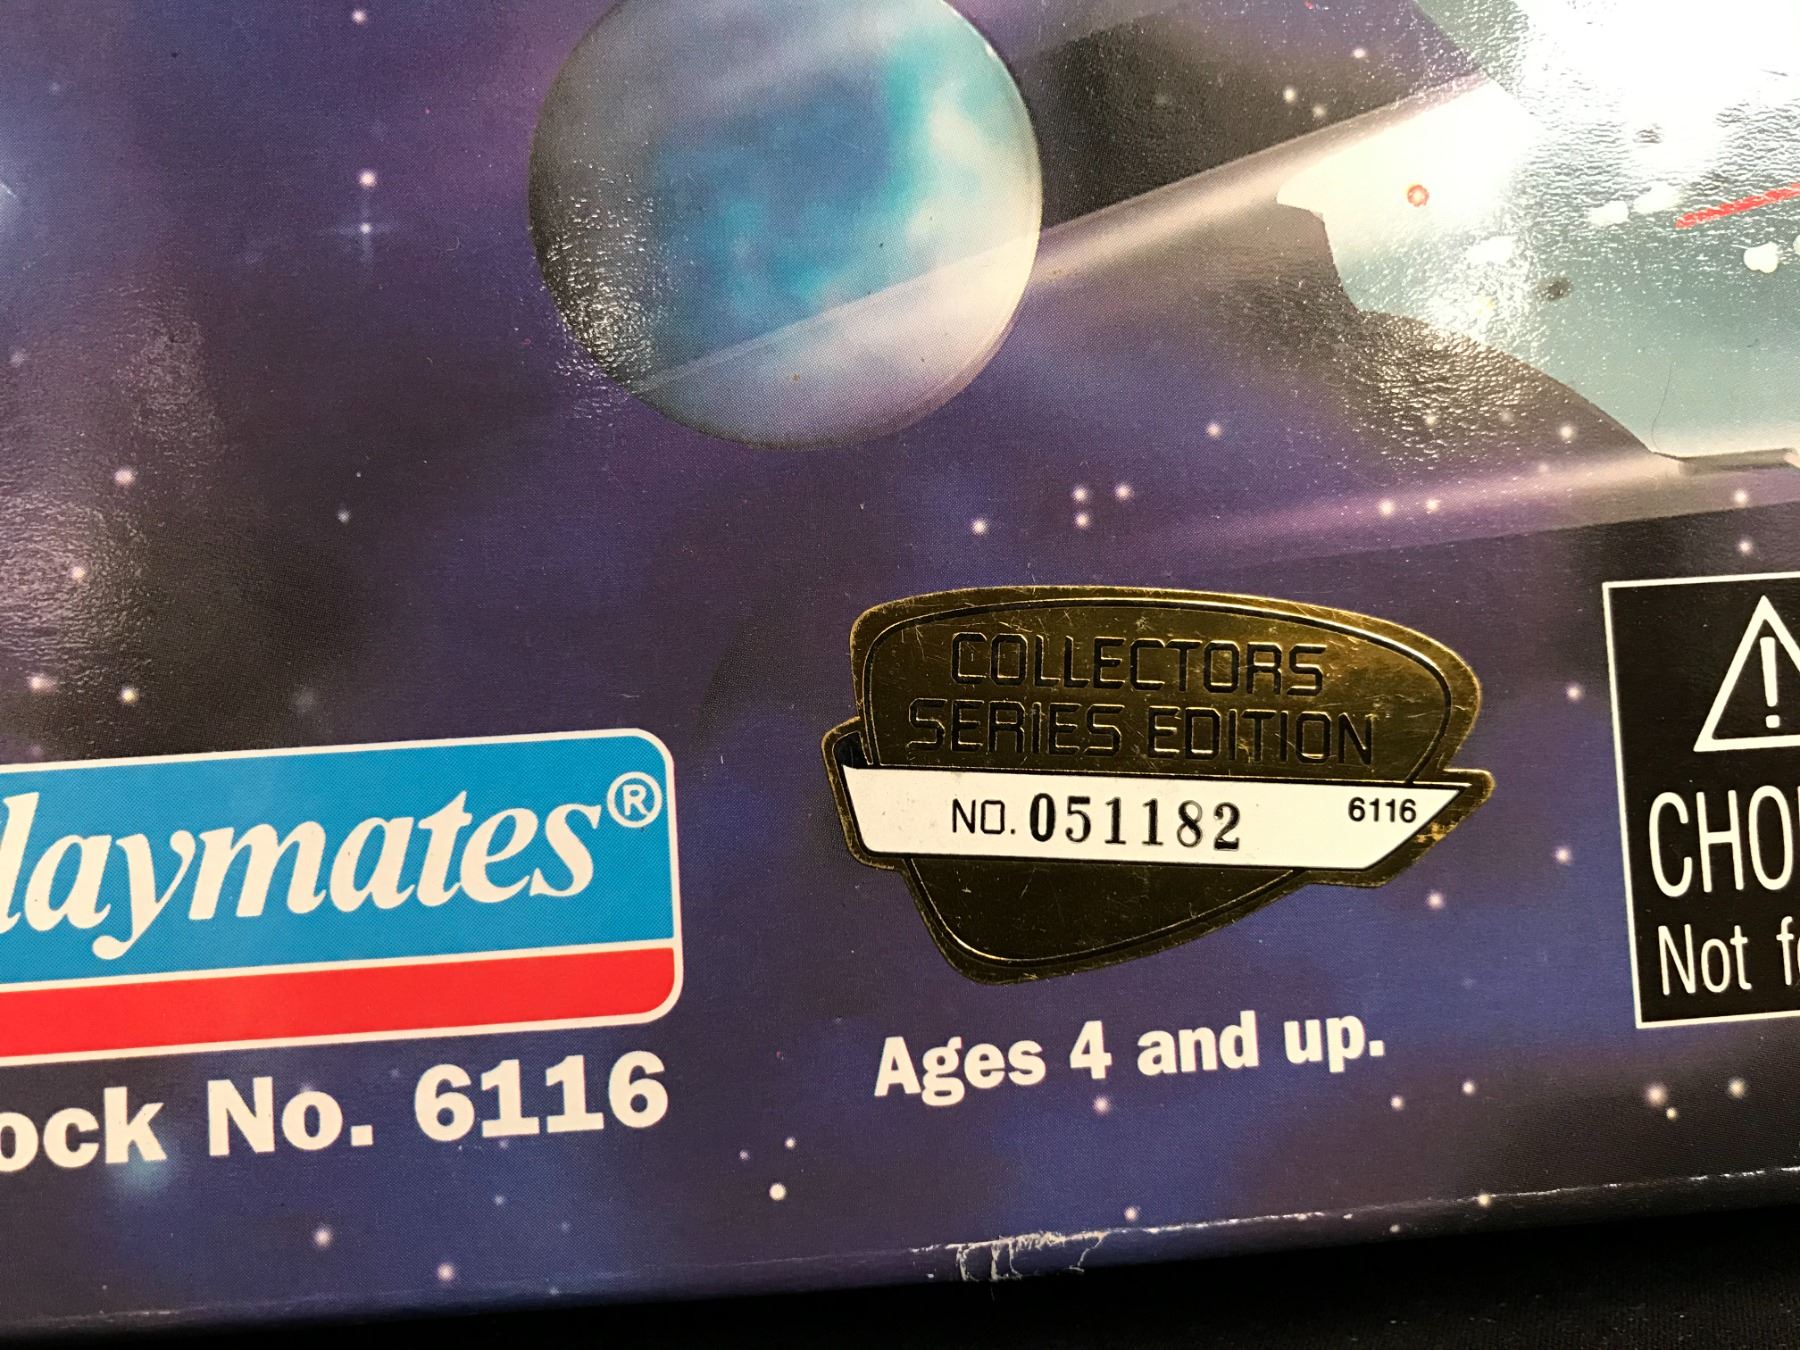 COLLECTORS
SERIES EDITION
NO. 051182 6116
laymates®
ock No. 6116
Ages 4 and up.
CHO
Not f